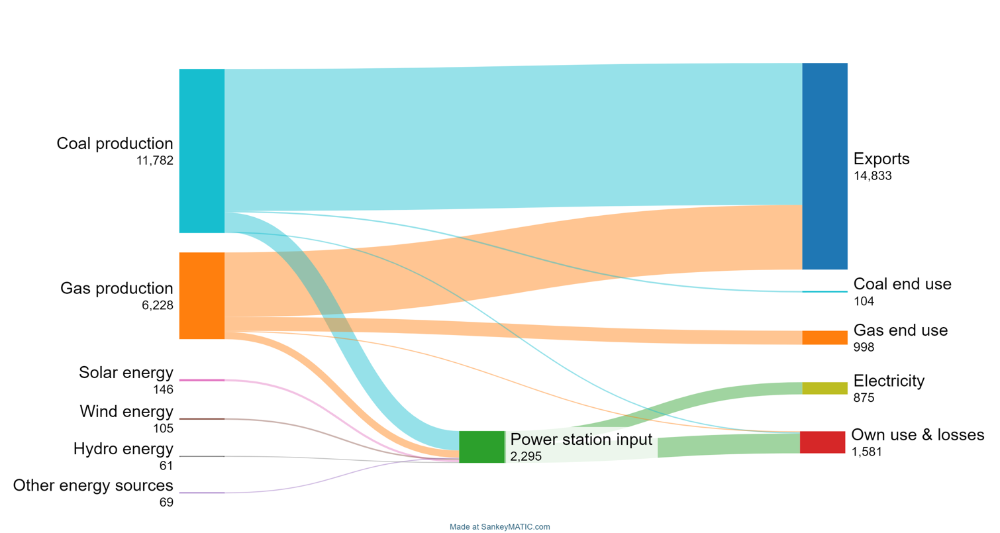 Coal production
11,782
Exports
14,833
Coal end use
104
Gas production
6,228
Gas end use
998
Solar energy
146
Electricity
875
Wind energy
105
Power station input
2,295
Own use & losses
1,581
Hydro energy
61
Other energy sources
69
Made at SankeyMATIC.com